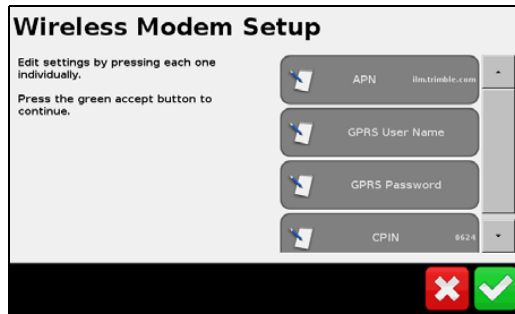 Wireless Modem Setup
Edit settings by pressing each one
individually.
Press the green accept button to
continue.
APN ilm.trimble.com
GPRS User Name
GPRS Password
CPIN 0624